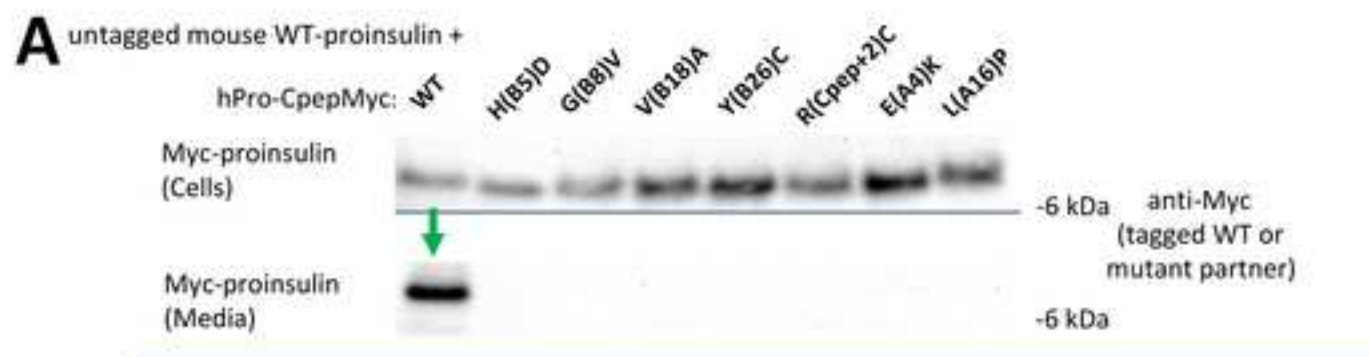 A untagged mouse WT-proinsulin +
hPro-CpepMyc: WT H(B5)D G(B8)V V(B18)A Y(B26)C R(Cpep+2)C E(A4)K L(A16)P
Myc-proinsulin
(Cells)
-6 kDa
anti-Myc
(tagged WT or
mutant partner)
Myc-proinsulin
(Media)
-6 kDa